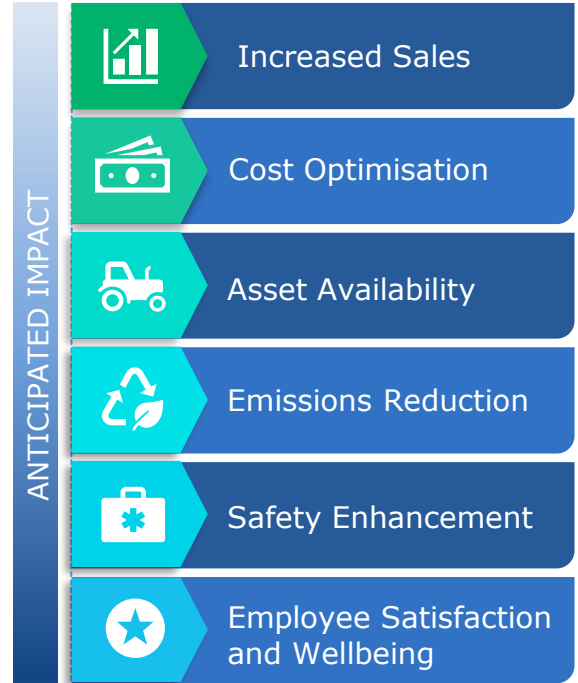 ANTICIPATED IMPACT
Increased Sales
Cost Optimisation
Asset Availability
Emissions Reduction
Safety Enhancement
Employee Satisfaction
and Wellbeing